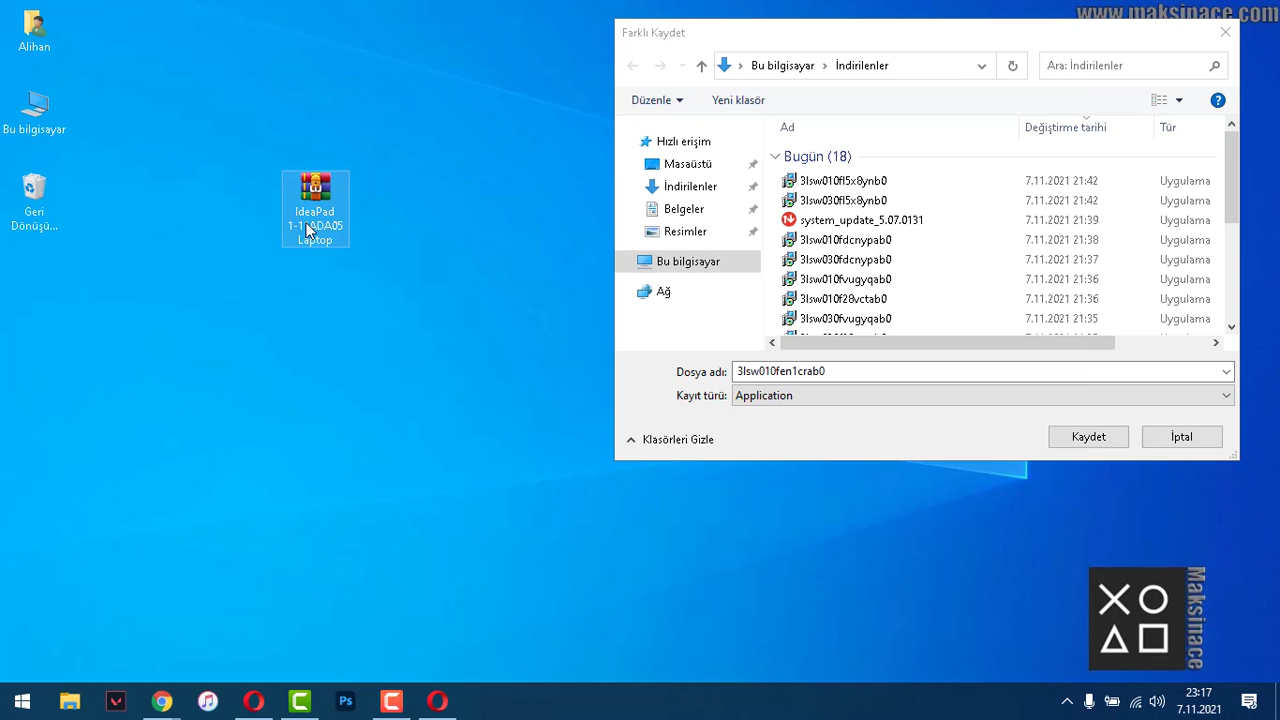 www.maksinace.com
Alihan
Bu bilgisayar
Geri
Dönüşü...
IdeaPad
Laptop
Farklı Kaydet
Bu bilgisayar
İndirilenler
Ara: İndirilenler
Düzenle
Yeni klasör
Hızlı erişim
Masaüstü
İndirilenler
Belgeler
Resimler
Bu bilgisayar
Ağ
Ad
Değiştirme tarihi
Tür
Bugün (18)
3lsw010fl5x8ynb0 7.11.2021 21:42 Uygulama
3lsw030fl5x8ynb0 7.11.2021 21:42 Uygulama
system_update_5.07.0131 7.11.2021 21:39 Uygulama
3lsw010fdcnypab0 7.11.2021 21:38 Uygulama
3lsw030fdcnypab0 7.11.2021 21:37 Uygulama
3lsw010fvugyqab0 7.11.2021 21:36 Uygulama
3lsw010f28vctab0 7.11.2021 21:36 Uygulama
3lsw030fvugyqab0 7.11.2021 21:35 Uygulama
Dosya adı: 3lsw010fen1crab0
Kayıt türü: Application
Klasörleri Gizle
Kaydet
İptal
Maksinace
Ps
23:17
7.11.2021